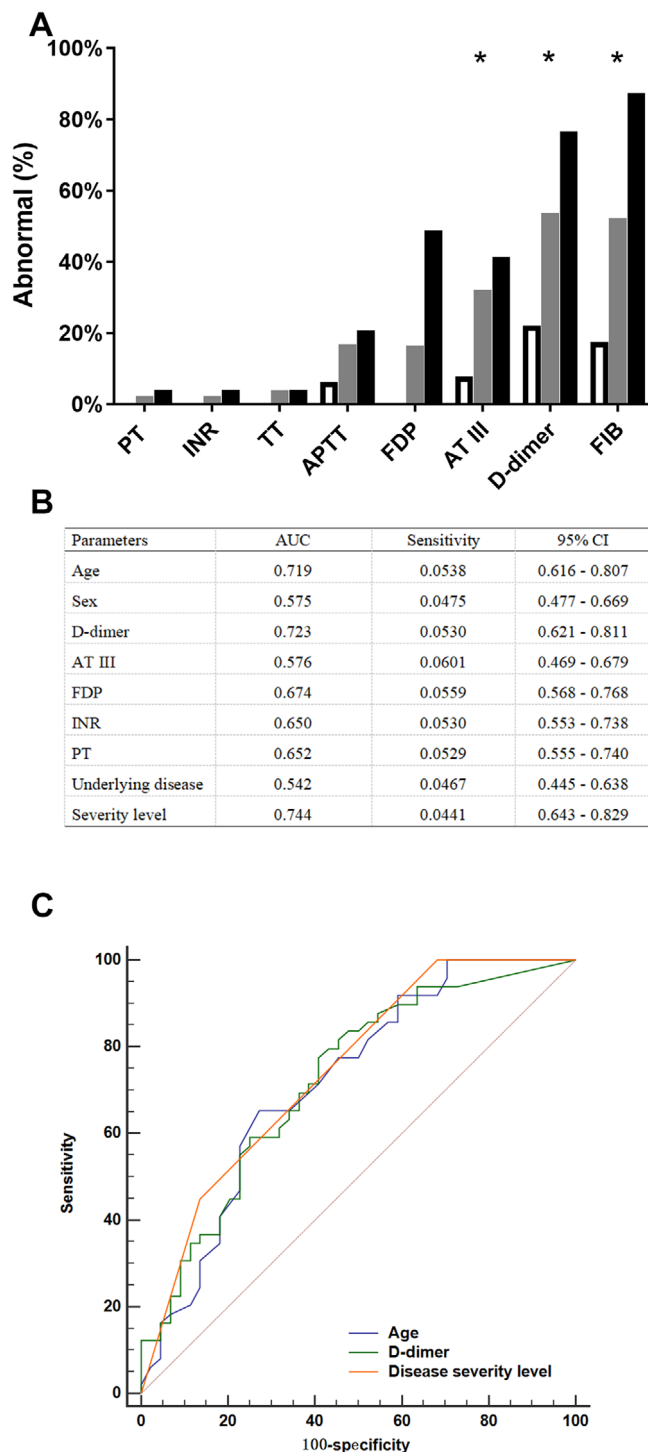 A
100%
* * *
80%
60%
40%
20%
0%
Abnormal (%)
PT INR TT APTT FDP AT III D-dimer FIB
B
Parameters AUC Sensitivity 95% CI
Age 0.719 0.0538 0.616 - 0.807
Sex 0.575 0.0475 0.477 - 0.669
D-dimer 0.723 0.0530 0.621 - 0.811
AT III 0.576 0.0601 0.469 - 0.679
FDP 0.674 0.0559 0.568 - 0.768
INR 0.650 0.0530 0.553 - 0.738
PT 0.652 0.0529 0.555 - 0.740
Underlying disease 0.542 0.0467 0.445 - 0.638
Severity level 0.744 0.0441 0.643 - 0.829
C
100
80
60
40
20
0
Sensitivity
Age
D-dimer
Disease severity level
0 20 40 60 80 100
100-specificity